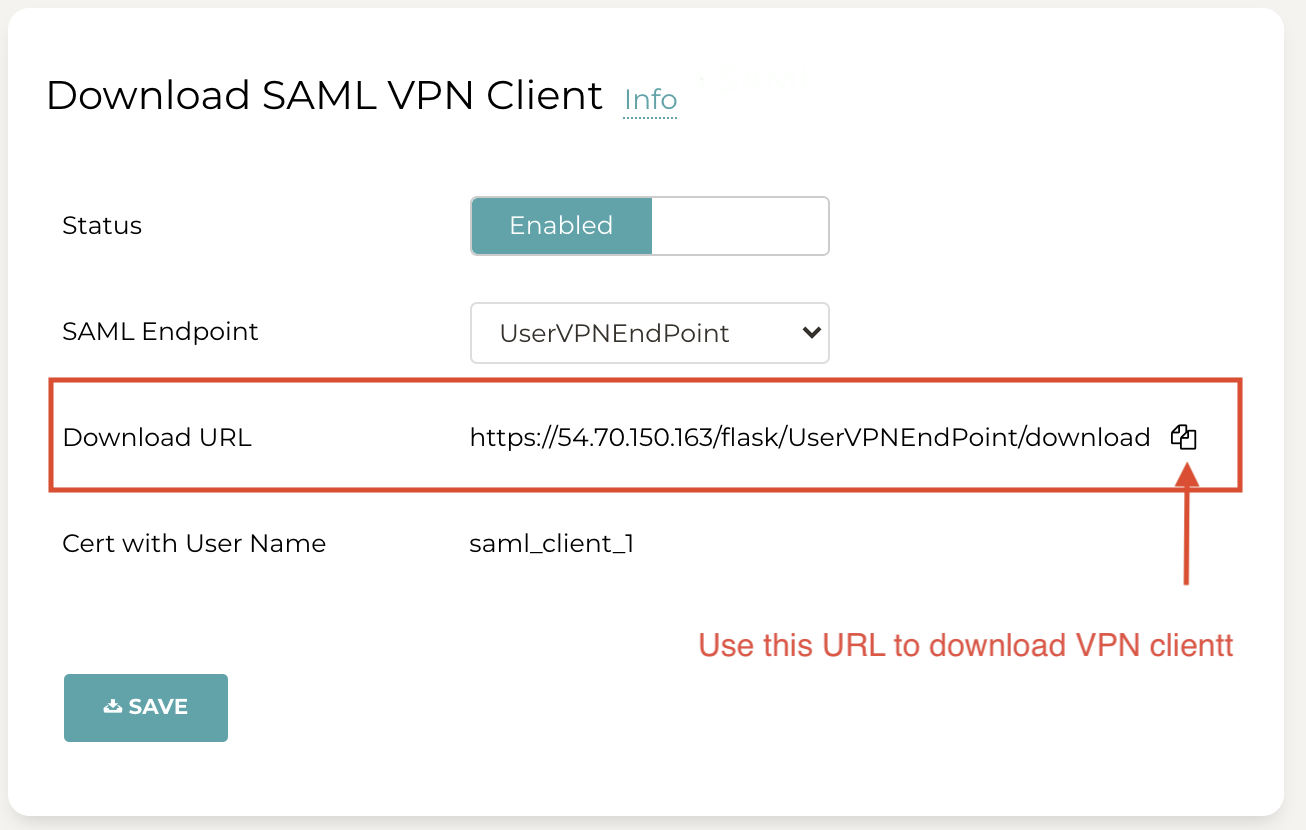 Download SAML VPN Client Info
Status Enabled
SAML Endpoint UserVPNEndPoint
Download URL https://54.70.150.163/flask/UserVPNEndPoint/download
Cert with User Name saml_client_1
Use this URL to download VPN clientt
SAVE